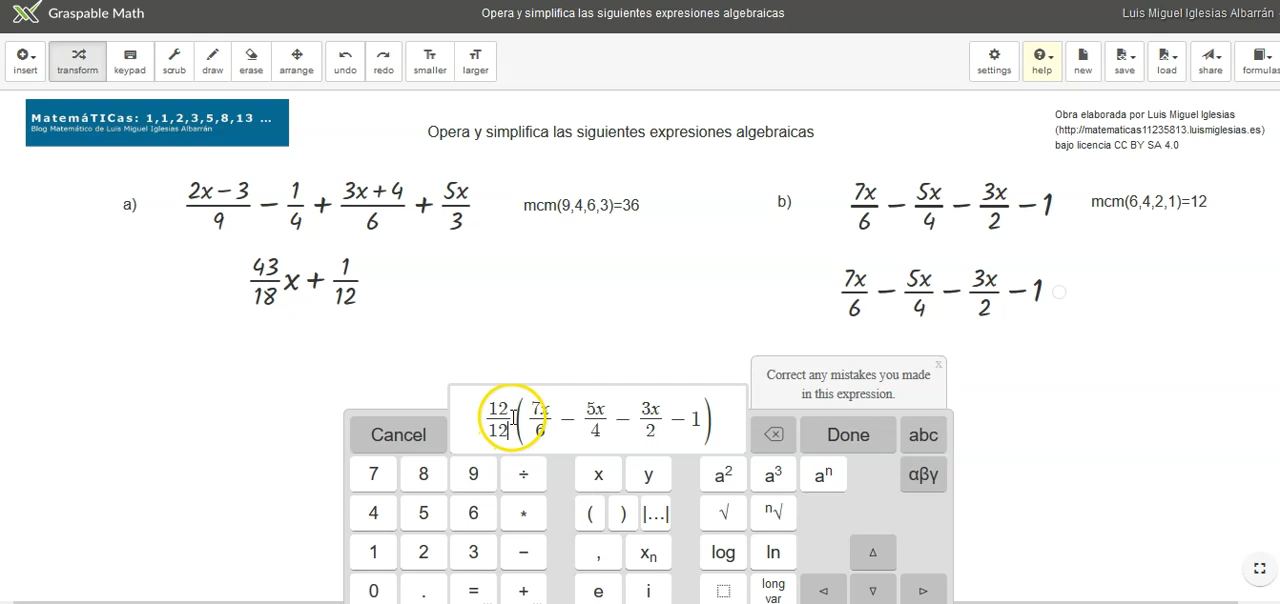 Graspable Math
Opera y simplifica las siguientes expresiones algebraicas
Luis Miguel Iglesias Albarrán
insert transform keypad scrub draw erase arrange undo redo smaller larger settings help new save load share formulas
MatemáTICas: 1,1,2,3,5,8,13 ...
Blog Matemático de Luis Miguel Iglesias Albarrán
Opera y simplifica las siguientes expresiones algebraicas
Obra elaborada por Luis Miguel Iglesias
(http://matematicas11235813.luismiglesias.es)
bajo licencia CC BY SA 4.0
a) (2x−3)/9 − 1/4 + (3x+4)/6 + 5x/3 mcm(9,4,6,3)=36
b) 7x/6 − 5x/4 − 3x/2 − 1 mcm(6,4,2,1)=12
43/18 x + 1/12
7x/6 − 5x/4 − 3x/2 − 1
Correct any mistakes you made
in this expression.
x
Cancel 12/12 (7x/6 − 5x/4 − 3x/2 − 1) Done abc
7 8 9 ÷ x y a² a³ aⁿ αβγ
4 5 6 * ( ) |...| √ ⁿ√
1 2 3 − , xₙ log ln
0 . = + e i long
var